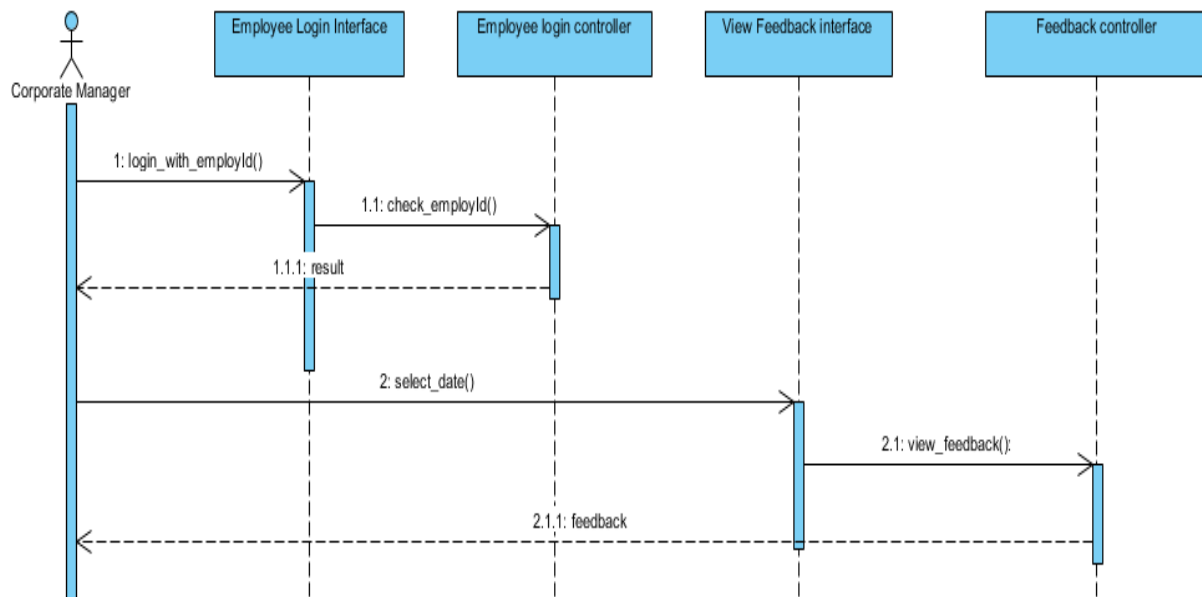 Employee Login Interface
Employee login controller
View Feedback interface
Feedback controller
Corporate Manager
1: login_with_employId()
1.1: check_employId()
1.1.1: result
2: select_date()
2.1: view_feedback():
2.1.1: feedback